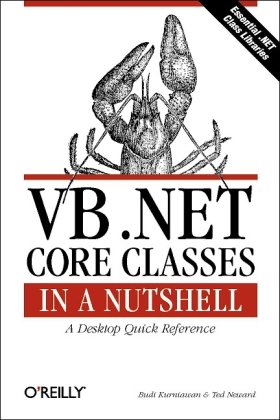 Essential .NET
Class Libraries
VB .NET
CORE CLASSES
IN A NUTSHELL
A Desktop Quick Reference
O'REILLY
Budi Kurniawan & Ted Neward